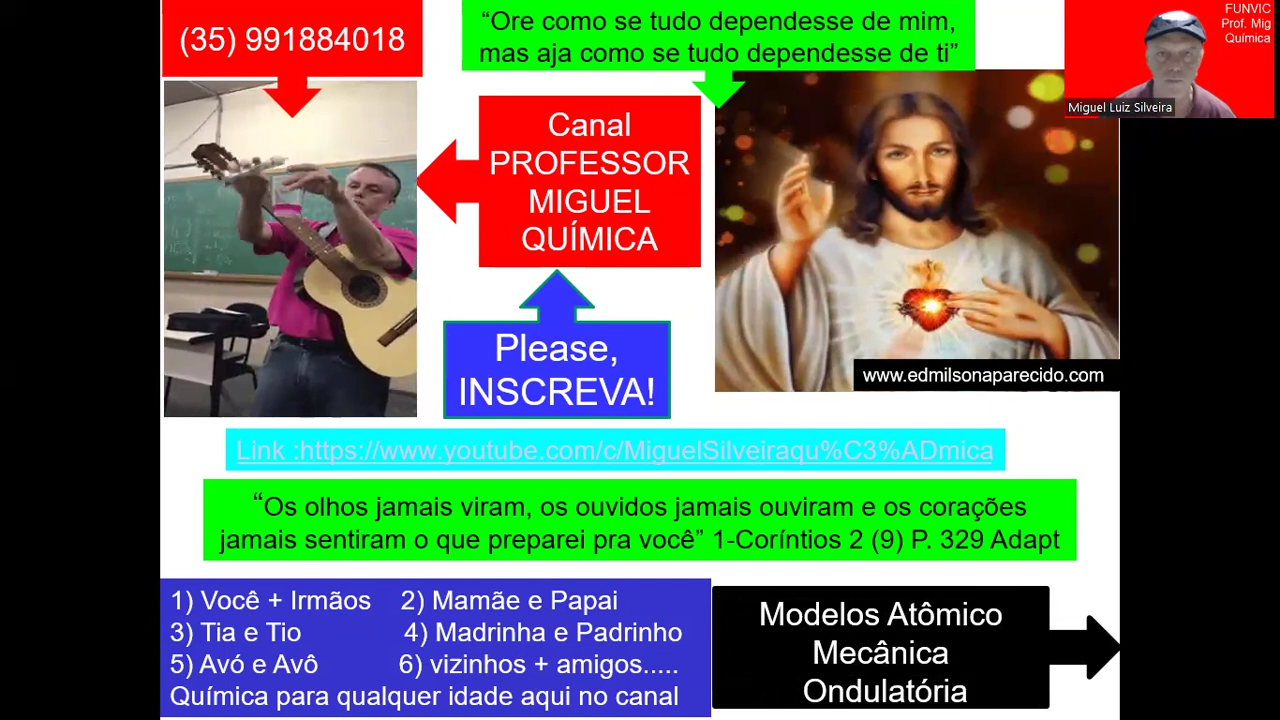 (35) 991884018
“Ore como se tudo dependesse de mim,
mas aja como se tudo dependesse de ti”
FUNVIC
Prof. Mig
Química
Miguel Luiz Silveira
Canal
PROFESSOR
MIGUEL
QUÍMICA
Please,
INSCREVA!
www.edmilsonaparecido.com
Link :https://www.youtube.com/c/MiguelSilveiraqu%C3%ADmica
“Os olhos jamais viram, os ouvidos jamais ouviram e os corações
jamais sentiram o que preparei pra você” 1-Coríntios 2 (9) P. 329 Adapt
1) Você + Irmãos 2) Mamãe e Papai
3) Tia e Tio 4) Madrinha e Padrinho
5) Avó e Avô 6) vizinhos + amigos.....
Química para qualquer idade aqui no canal
Modelos Atômico
Mecânica
Ondulatória